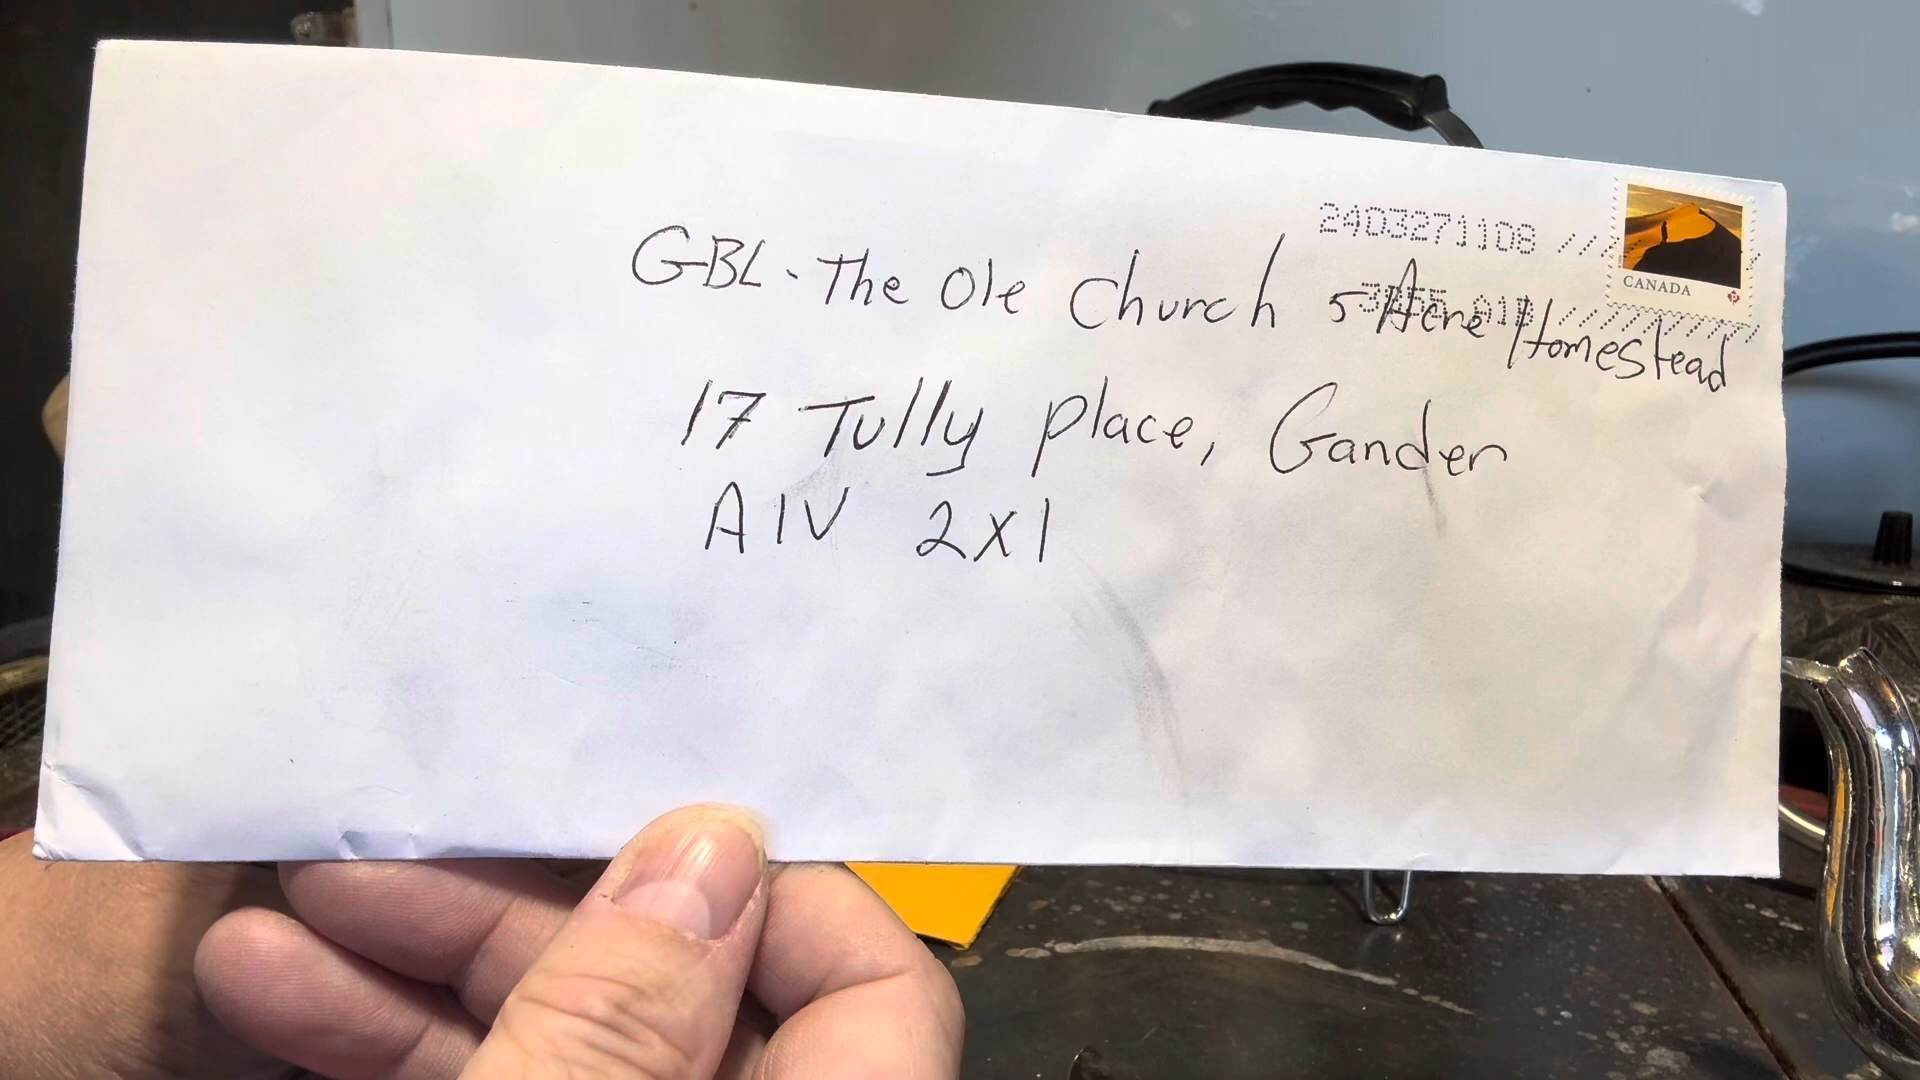 2403271108
GBL - The Ole Church 5 Acre Homestead
CANADA
P
17 Tully place, Gander
A1V 2X1